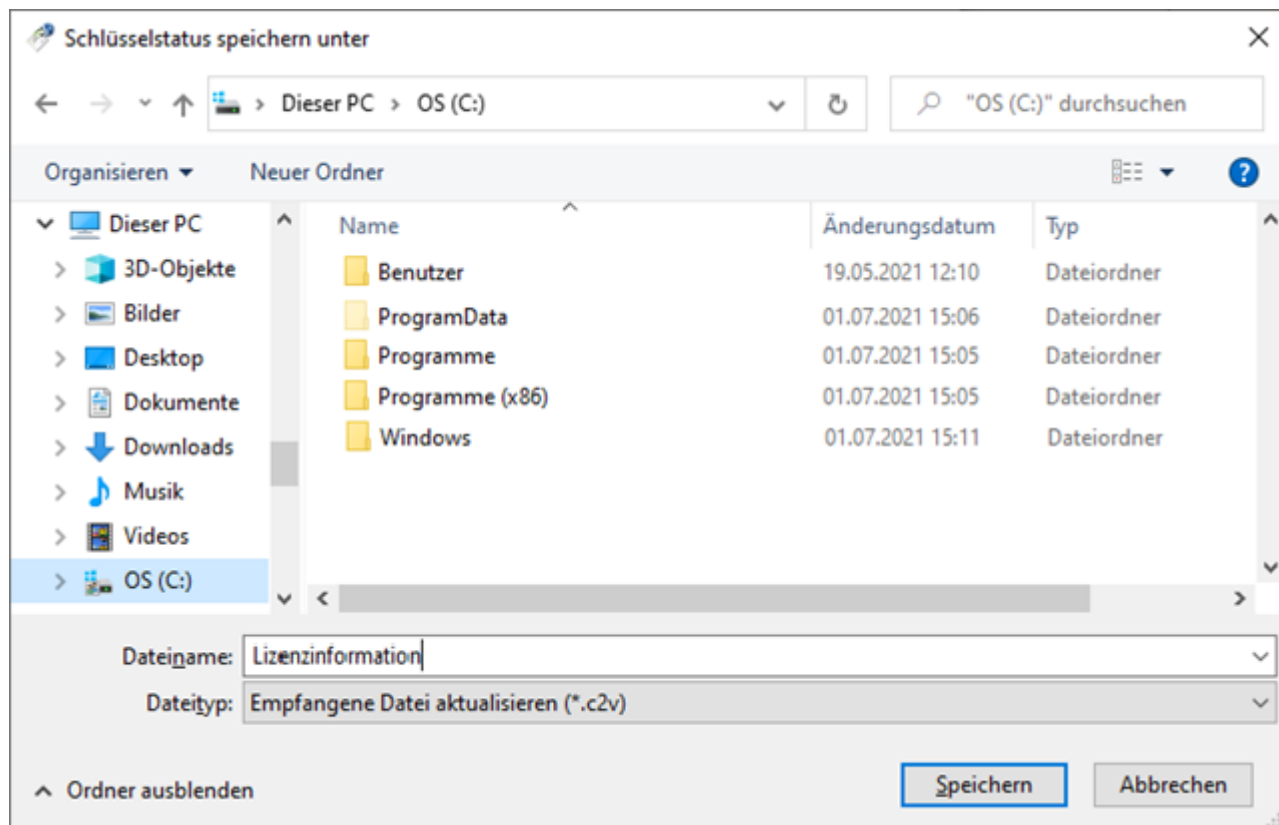 Schlüsselstatus speichern unter
Dieser PC > OS (C:)
"OS (C:)" durchsuchen
Organisieren
Neuer Ordner
Dieser PC
3D-Objekte
Bilder
Desktop
Dokumente
Downloads
Musik
Videos
OS (C:)
Name Änderungsdatum Typ
Benutzer 19.05.2021 12:10 Dateiordner
ProgramData 01.07.2021 15:06 Dateiordner
Programme 01.07.2021 15:05 Dateiordner
Programme (x86) 01.07.2021 15:05 Dateiordner
Windows 01.07.2021 15:11 Dateiordner
Dateiname: Lizenzinformation
Dateityp: Empfangene Datei aktualisieren (*.c2v)
Ordner ausblenden
Speichern
Abbrechen